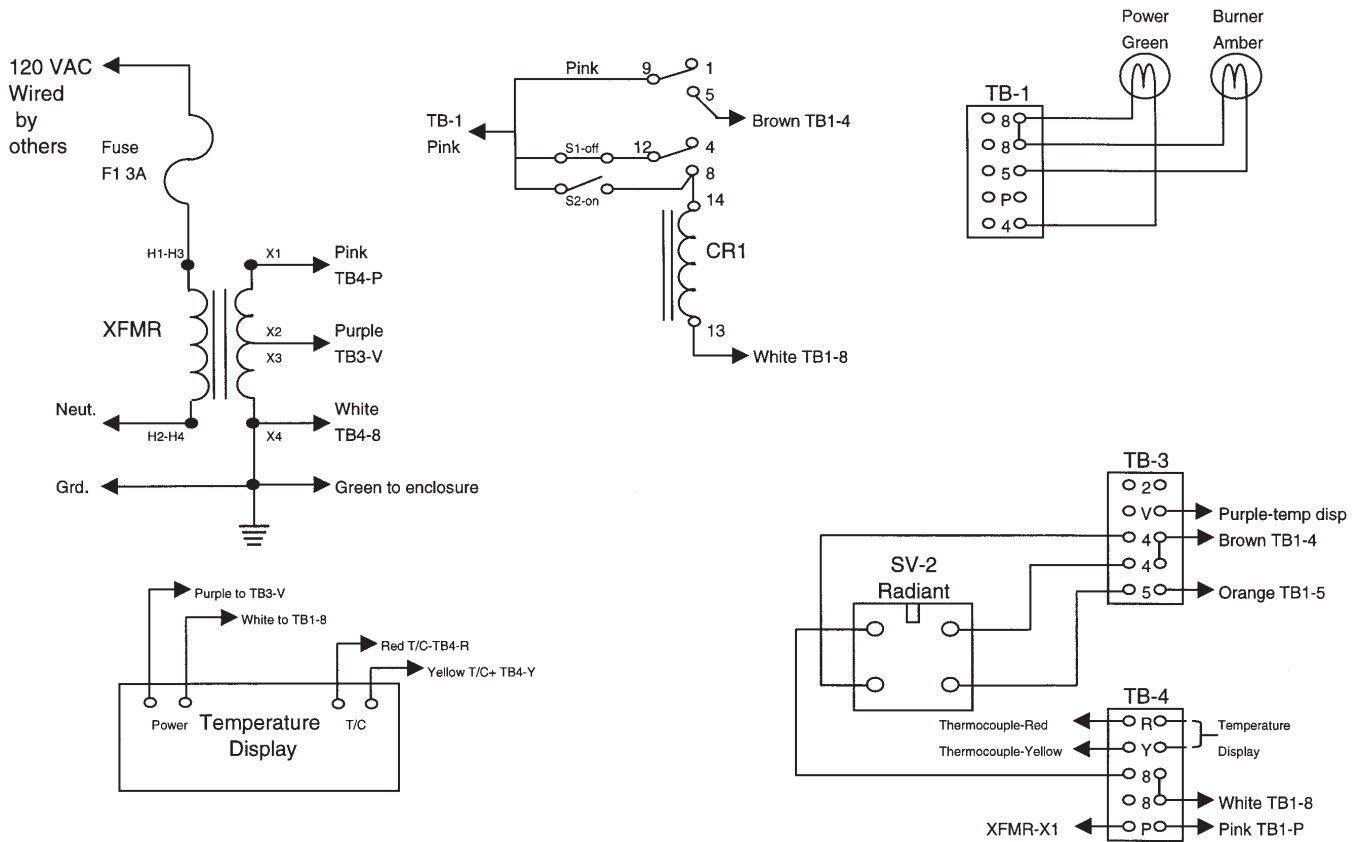 120 VAC
Wired
by
others
Fuse
F1 3A
H1-H3
X1
Pink
TB4-P
XFMR
X2
X3
Purple
TB3-V
Neut.
H2-H4
X4
White
TB4-8
Grd.
Green to enclosure
Pink
9
1
5
Brown TB1-4
TB-1
Pink
S1-off
12
4
S2-on
8
14
CR1
13
White TB1-8
Power
Green
Burner
Amber
TB-1
8
8
5
P
4
Purple to TB3-V
White to TB1-8
Red T/C-TB4-R
Yellow T/C+ TB4-Y
Power
Temperature
Display
T/C
SV-2
Radiant
TB-3
2
V
Purple-temp disp
4
Brown TB1-4
4
5
Orange TB1-5
TB-4
Thermocouple-Red
R
Temperature
Thermocouple-Yellow
Y
Display
8
8
White TB1-8
XFMR-X1
P
Pink TB1-P